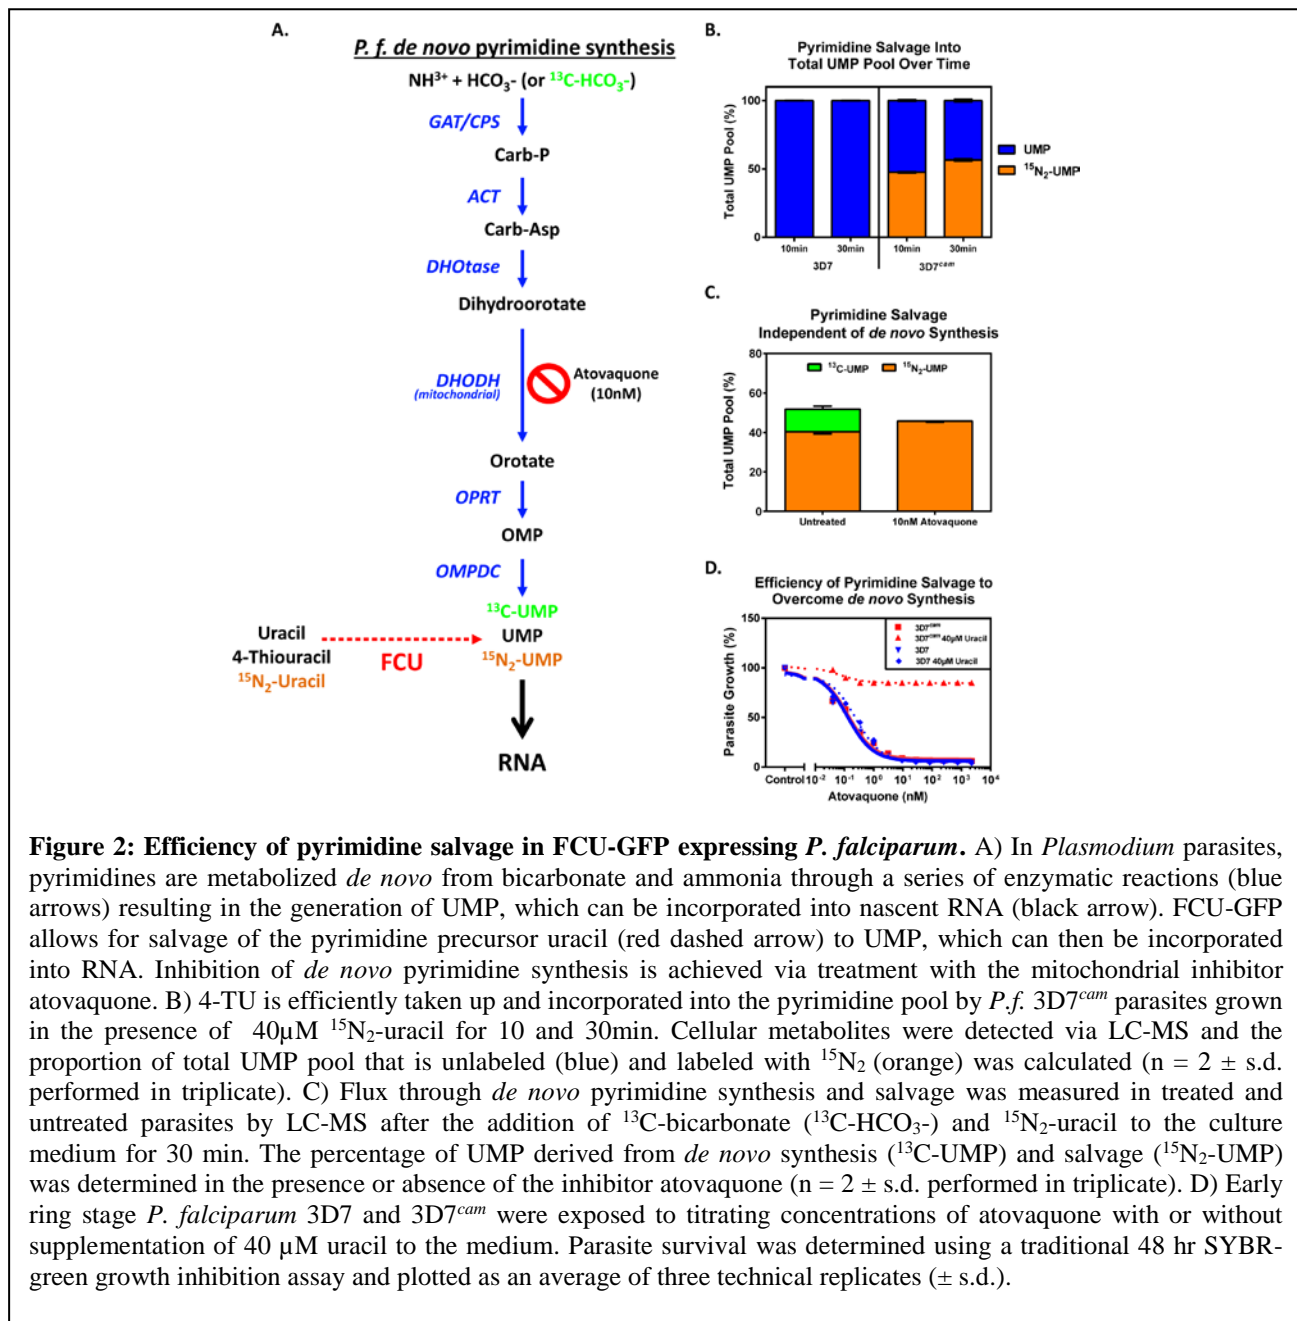 A.
P. f. de novo pyrimidine synthesis
NH³⁺ + HCO₃- (or ¹³C-HCO₃-)
GAT/CPS
Carb-P
ACT
Carb-Asp
DHOtase
Dihydroorotate
DHODH
(mitochondrial)
Atovaquone
(10nM)
Orotate
OPRT
OMP
OMPDC
¹³C-UMP
UMP
¹⁵N₂-UMP
Uracil
4-Thiouracil
¹⁵N₂-Uracil
FCU
RNA
B.
Pyrimidine Salvage Into
Total UMP Pool Over Time
Total UMP Pool (%)
100
50
0
10min 30min 10min 30min
3D7 3D7ᶜᵃᵐ
UMP
¹⁵N₂-UMP
C.
Pyrimidine Salvage
Independent of de novo Synthesis
Total UMP Pool (%)
80
60
40
20
0
¹³C-UMP ¹⁵N₂-UMP
Untreated 10nM Atovaquone
D.
Efficiency of Pyrimidine Salvage to
Overcome de novo Synthesis
Parasite Growth (%)
150
100
50
0
3D7ᶜᵃᵐ
3D7ᶜᵃᵐ 40µM Uracil
3D7
3D7 40µM Uracil
Control 10⁻² 10⁻¹ 10⁰ 10¹ 10² 10³ 10⁴
Atovaquone (nM)
Figure 2: Efficiency of pyrimidine salvage in FCU-GFP expressing P. falciparum. A) In Plasmodium parasites,
pyrimidines are metabolized de novo from bicarbonate and ammonia through a series of enzymatic reactions (blue
arrows) resulting in the generation of UMP, which can be incorporated into nascent RNA (black arrow). FCU-GFP
allows for salvage of the pyrimidine precursor uracil (red dashed arrow) to UMP, which can then be incorporated
into RNA. Inhibition of de novo pyrimidine synthesis is achieved via treatment with the mitochondrial inhibitor
atovaquone. B) 4-TU is efficiently taken up and incorporated into the pyrimidine pool by P.f. 3D7ᶜᵃᵐ parasites grown
in the presence of 40µM ¹⁵N₂-uracil for 10 and 30min. Cellular metabolites were detected via LC-MS and the
proportion of total UMP pool that is unlabeled (blue) and labeled with ¹⁵N₂ (orange) was calculated (n = 2 ± s.d.
performed in triplicate). C) Flux through de novo pyrimidine synthesis and salvage was measured in treated and
untreated parasites by LC-MS after the addition of ¹³C-bicarbonate (¹³C-HCO₃-) and ¹⁵N₂-uracil to the culture
medium for 30 min. The percentage of UMP derived from de novo synthesis (¹³C-UMP) and salvage (¹⁵N₂-UMP)
was determined in the presence or absence of the inhibitor atovaquone (n = 2 ± s.d. performed in triplicate). D) Early
ring stage P. falciparum 3D7 and 3D7ᶜᵃᵐ were exposed to titrating concentrations of atovaquone with or without
supplementation of 40 µM uracil to the medium. Parasite survival was determined using a traditional 48 hr SYBR-
green growth inhibition assay and plotted as an average of three technical replicates (± s.d.).